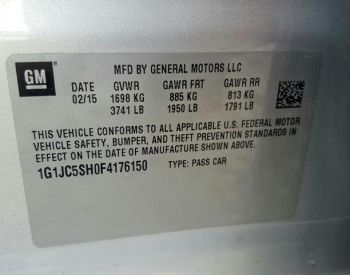 GM
MFD BY GENERAL MOTORS LLC
DATE GVWR GAWR FRT GAWR RR
02/15 1698 KG 885 KG 813 KG
3741 LB 1950 LB 1791 LB
THIS VEHICLE CONFORMS TO ALL APPLICABLE U.S. FEDERAL MOTOR
VEHICLE SAFETY, BUMPER, AND THEFT PREVENTION STANDARDS IN
EFFECT ON THE DATE OF MANUFACTURE SHOWN ABOVE.
1G1JC5SH0F4176150 TYPE: PASS CAR